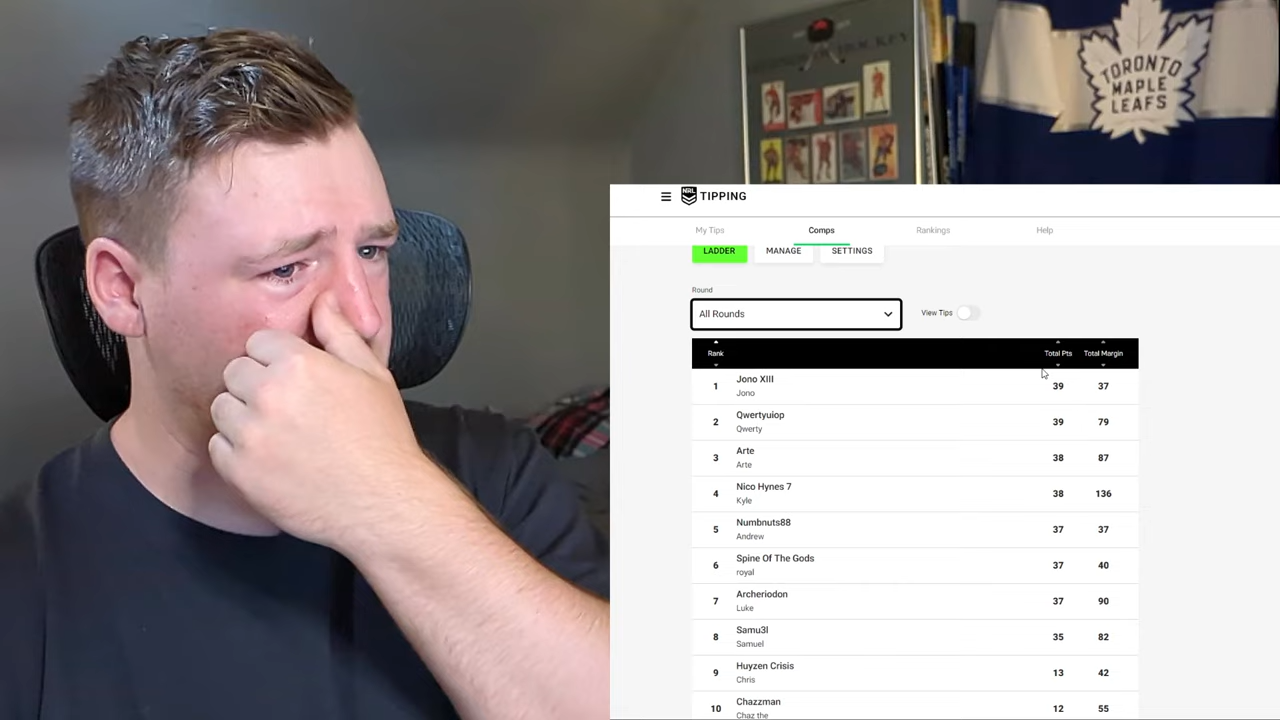 HOCKEY
TORONTO
MAPLE
LEAFS
NRL
TIPPING
My Tips
Comps
Rankings
Help
LADDER
MANAGE
SETTINGS
Round
All Rounds
View Tips
Rank
Total Pts
Total Margin
1
Jono XIII
Jono
39
37
2
Qwertyuiop
Qwerty
39
79
3
Arte
Arte
38
87
4
Nico Hynes 7
Kyle
38
136
5
Numbnuts88
Andrew
37
37
6
Spine Of The Gods
royal
37
40
7
Archeriodon
Luke
37
90
8
Samu3l
Samuel
35
82
9
Huyzen Crisis
Chris
13
42
10
Chazzman
Chaz the
12
55